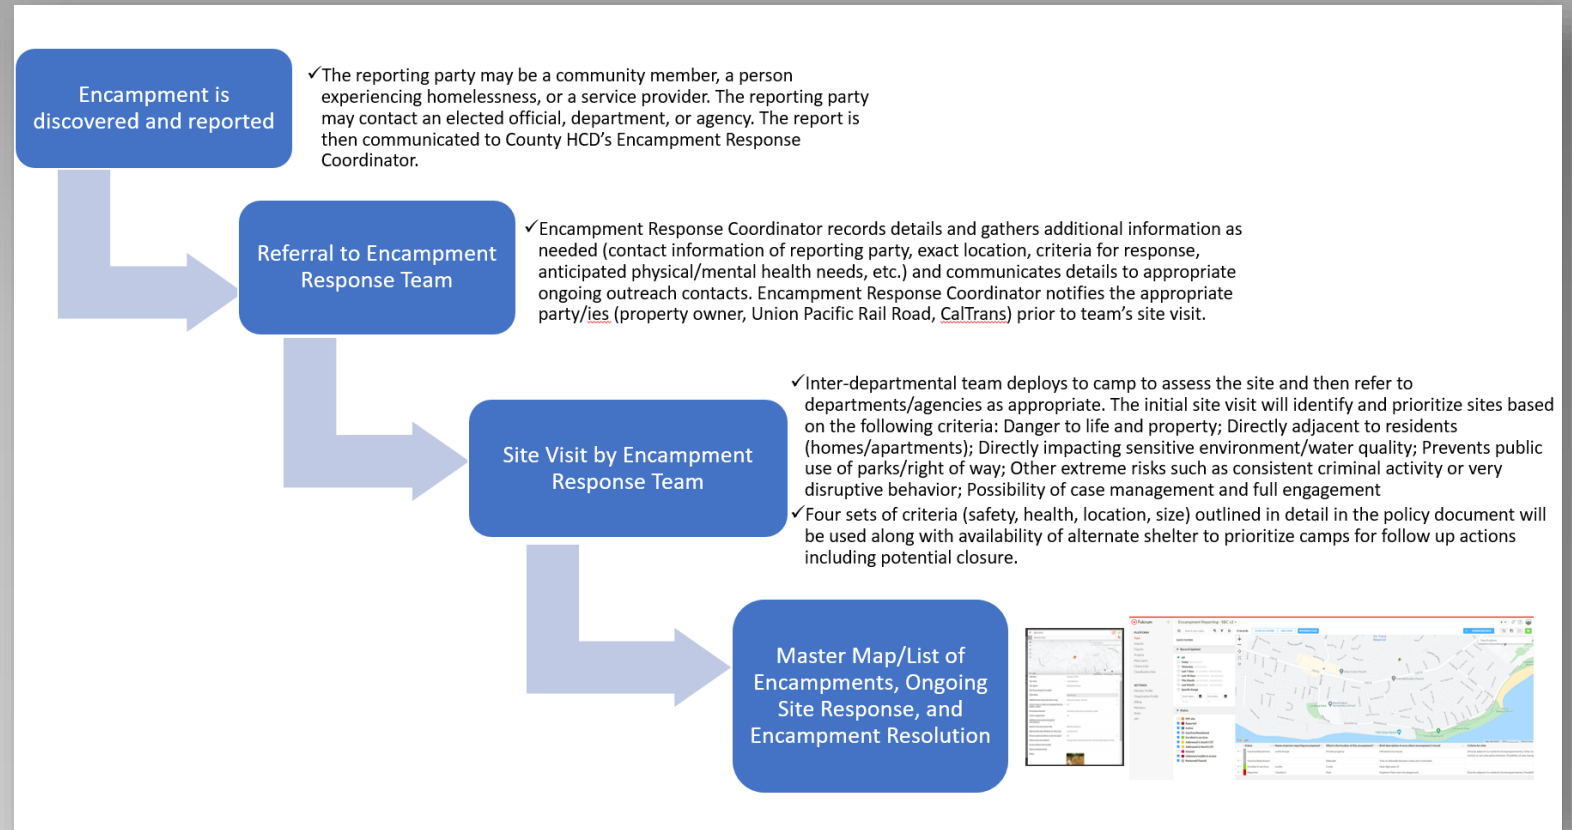 Encampment is
discovered and reported
✓The reporting party may be a community member, a person
experiencing homelessness, or a service provider. The reporting party
may contact an elected official, department, or agency. The report is
then communicated to County HCD's Encampment Response
Coordinator.
Referral to Encampment
Response Team
✓Encampment Response Coordinator records details and gathers additional information as
needed (contact information of reporting party, exact location, criteria for response,
anticipated physical/mental health needs, etc.) and communicates details to appropriate
ongoing outreach contacts. Encampment Response Coordinator notifies the appropriate
party/ies (property owner, Union Pacific Rail Road, CalTrans) prior to team's site visit.
Site Visit by Encampment
Response Team
✓Inter-departmental team deploys to camp to assess the site and then refer to
departments/agencies as appropriate. The initial site visit will identify and prioritize sites based
on the following criteria: Danger to life and property; Directly adjacent to residents
(homes/apartments); Directly impacting sensitive environment/water quality; Prevents public
use of parks/right of way; Other extreme risks such as consistent criminal activity or very
disruptive behavior; Possibility of case management and full engagement
✓Four sets of criteria (safety, health, location, size) outlined in detail in the policy document will
be used along with availability of alternate shelter to prioritize camps for follow up actions
including potential closure.
Master Map/List of
Encampments, Ongoing
Site Response, and
Encampment Resolution